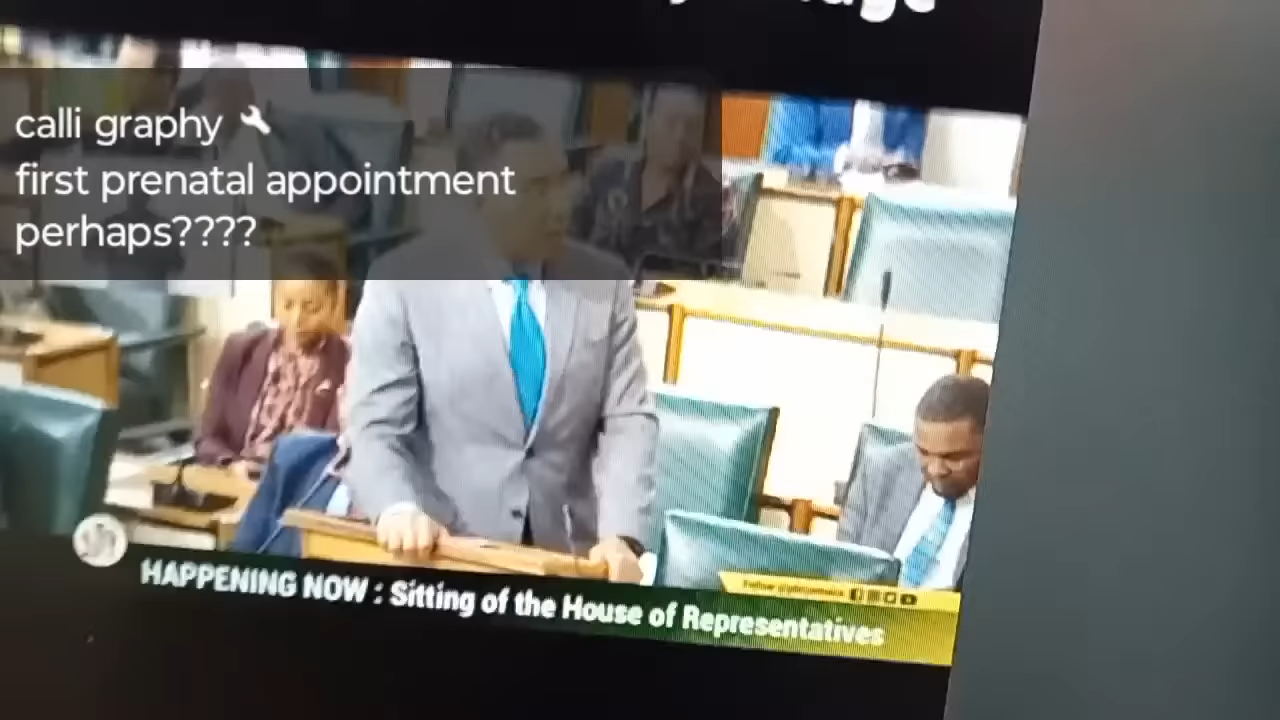 calli graphy
first prenatal appointment
perhaps????
HAPPENING NOW : Sitting of the House of Representatives